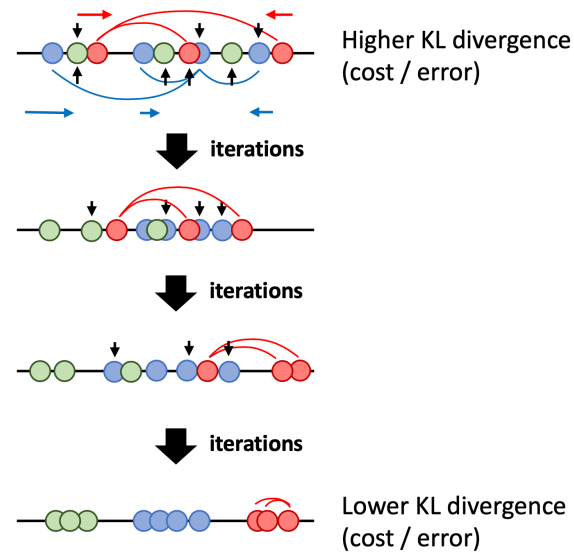 Higher KL divergence
(cost / error)
iterations
iterations
iterations
Lower KL divergence
(cost / error)